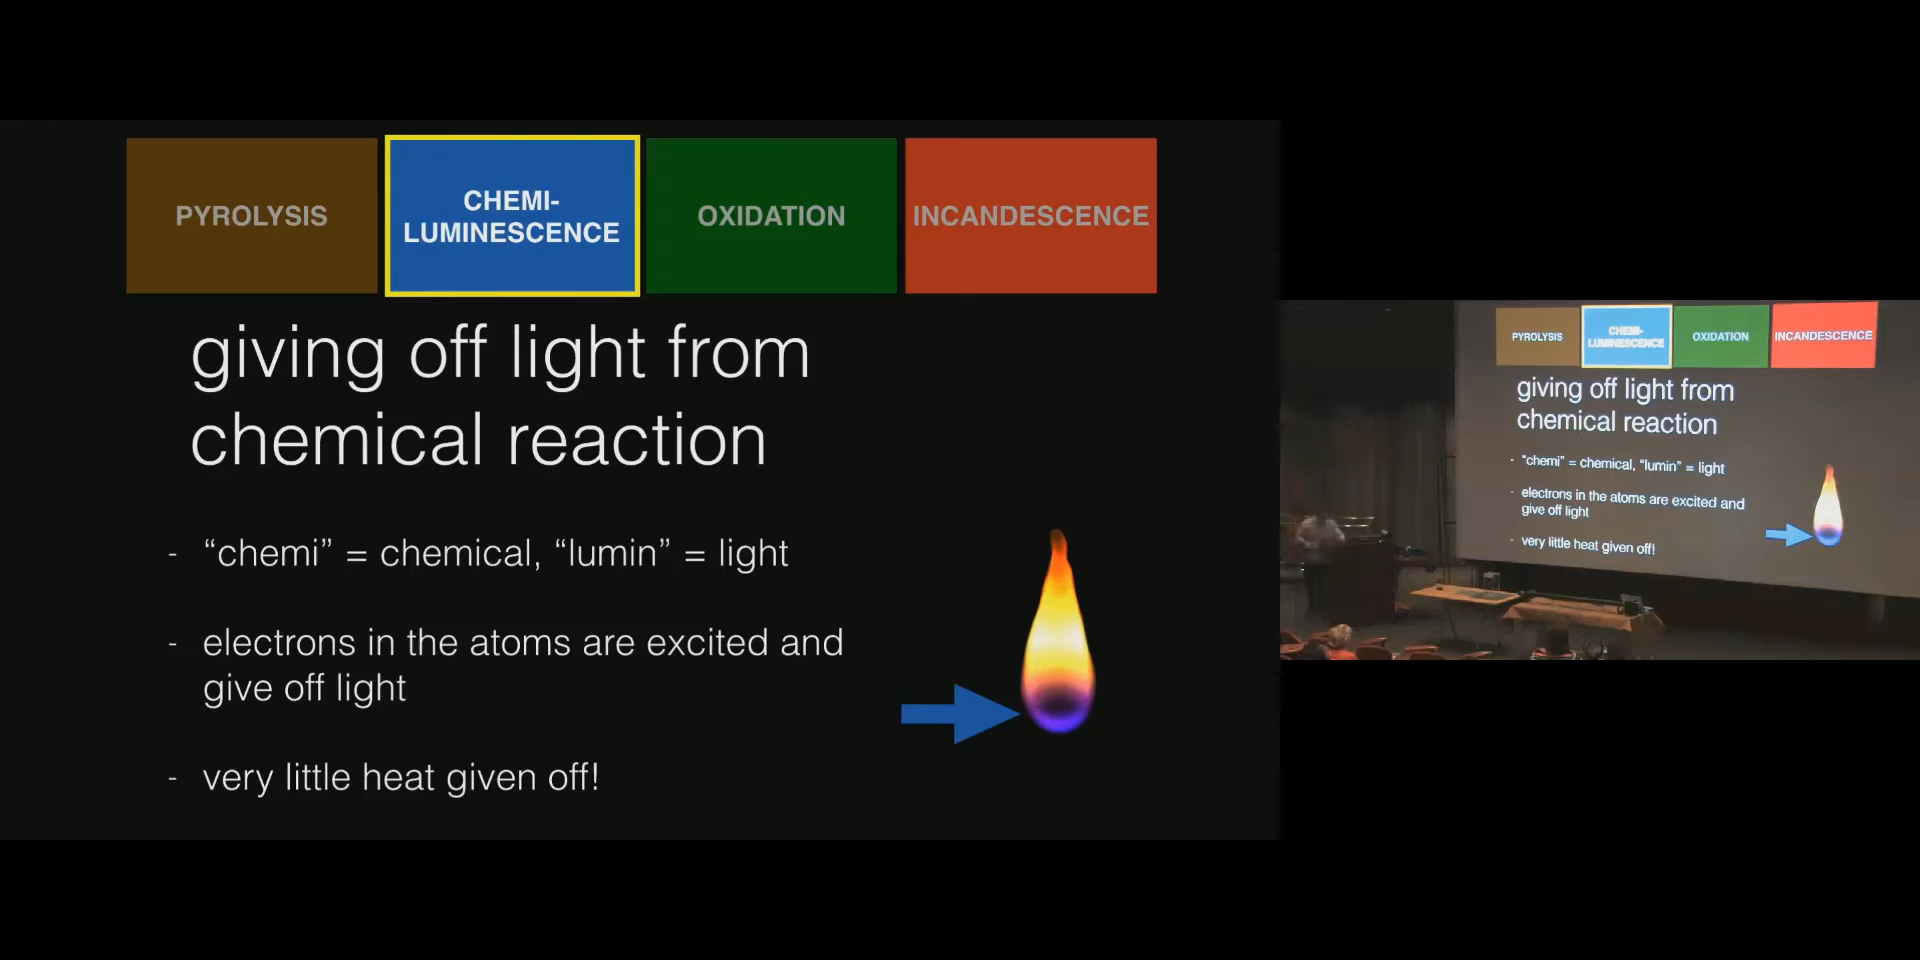 PYROLYSIS
CHEMI-
LUMINESCENCE
OXIDATION
INCANDESCENCE
giving off light from
chemical reaction
- “chemi” = chemical, “lumin” = light
- electrons in the atoms are excited and
give off light
- very little heat given off!
PYROLYSIS
CHEMI-
LUMINESCENCE
OXIDATION
INCANDESCENCE
giving off light from
chemical reaction
- “chemi” = chemical, “lumin” = light
- electrons in the atoms are excited and
give off light
- very little heat given off!